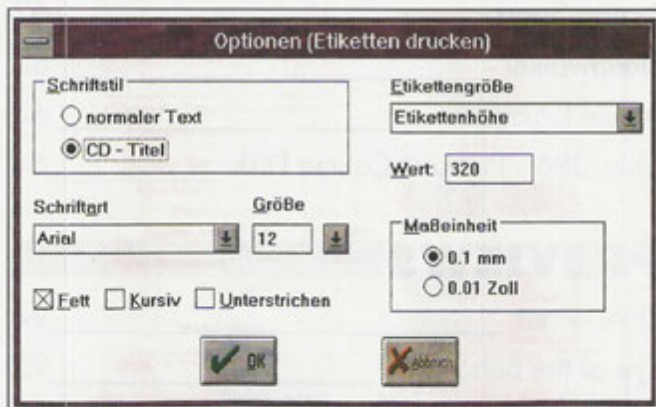 Optionen (Etiketten drucken)
Schriftstil
normaler Text
CD - Titel
Etikettengröße
Etikettenhöhe
Wert: 320
Schriftart
Größe
Arial
12
Maßeinheit
0.1 mm
0.01 Zoll
Fett Kursiv Unterstrichen
OK
Abbruch